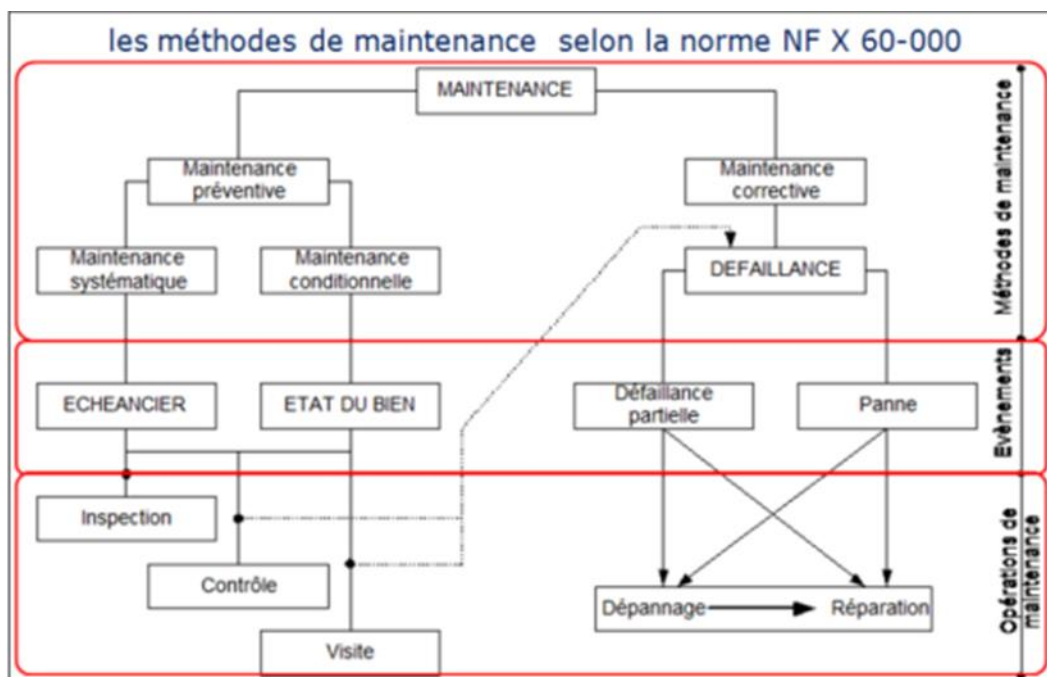 les méthodes de maintenance selon la norme NF X 60-000
MAINTENANCE
Maintenance
préventive
Maintenance
corrective
Maintenance
systématique
Maintenance
conditionnelle
DEFAILLANCE
Méthodes de maintenance
ECHEANCIER
ETAT DU BIEN
Défaillance
partielle
Panne
Evènements
Inspection
Contrôle
Visite
Dépannage
Réparation
Opérations de
maintenance